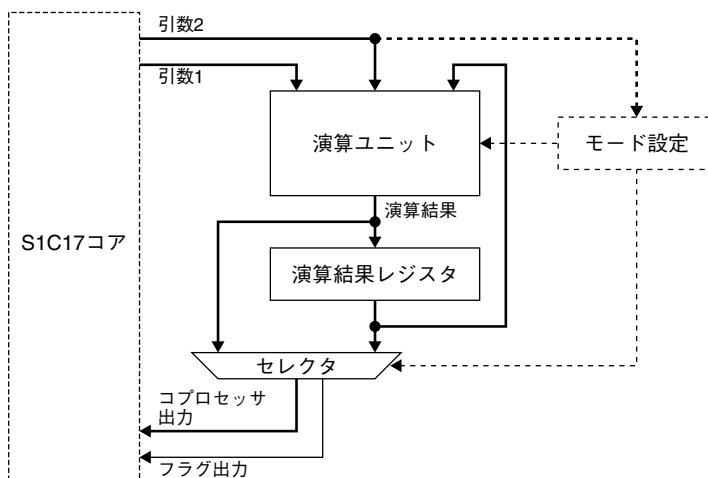 引数2
引数1
演算ユニット
モード設定
演算結果
S1C17コア
演算結果レジスタ
セレクタ
コプロセッサ
出力
フラグ出力